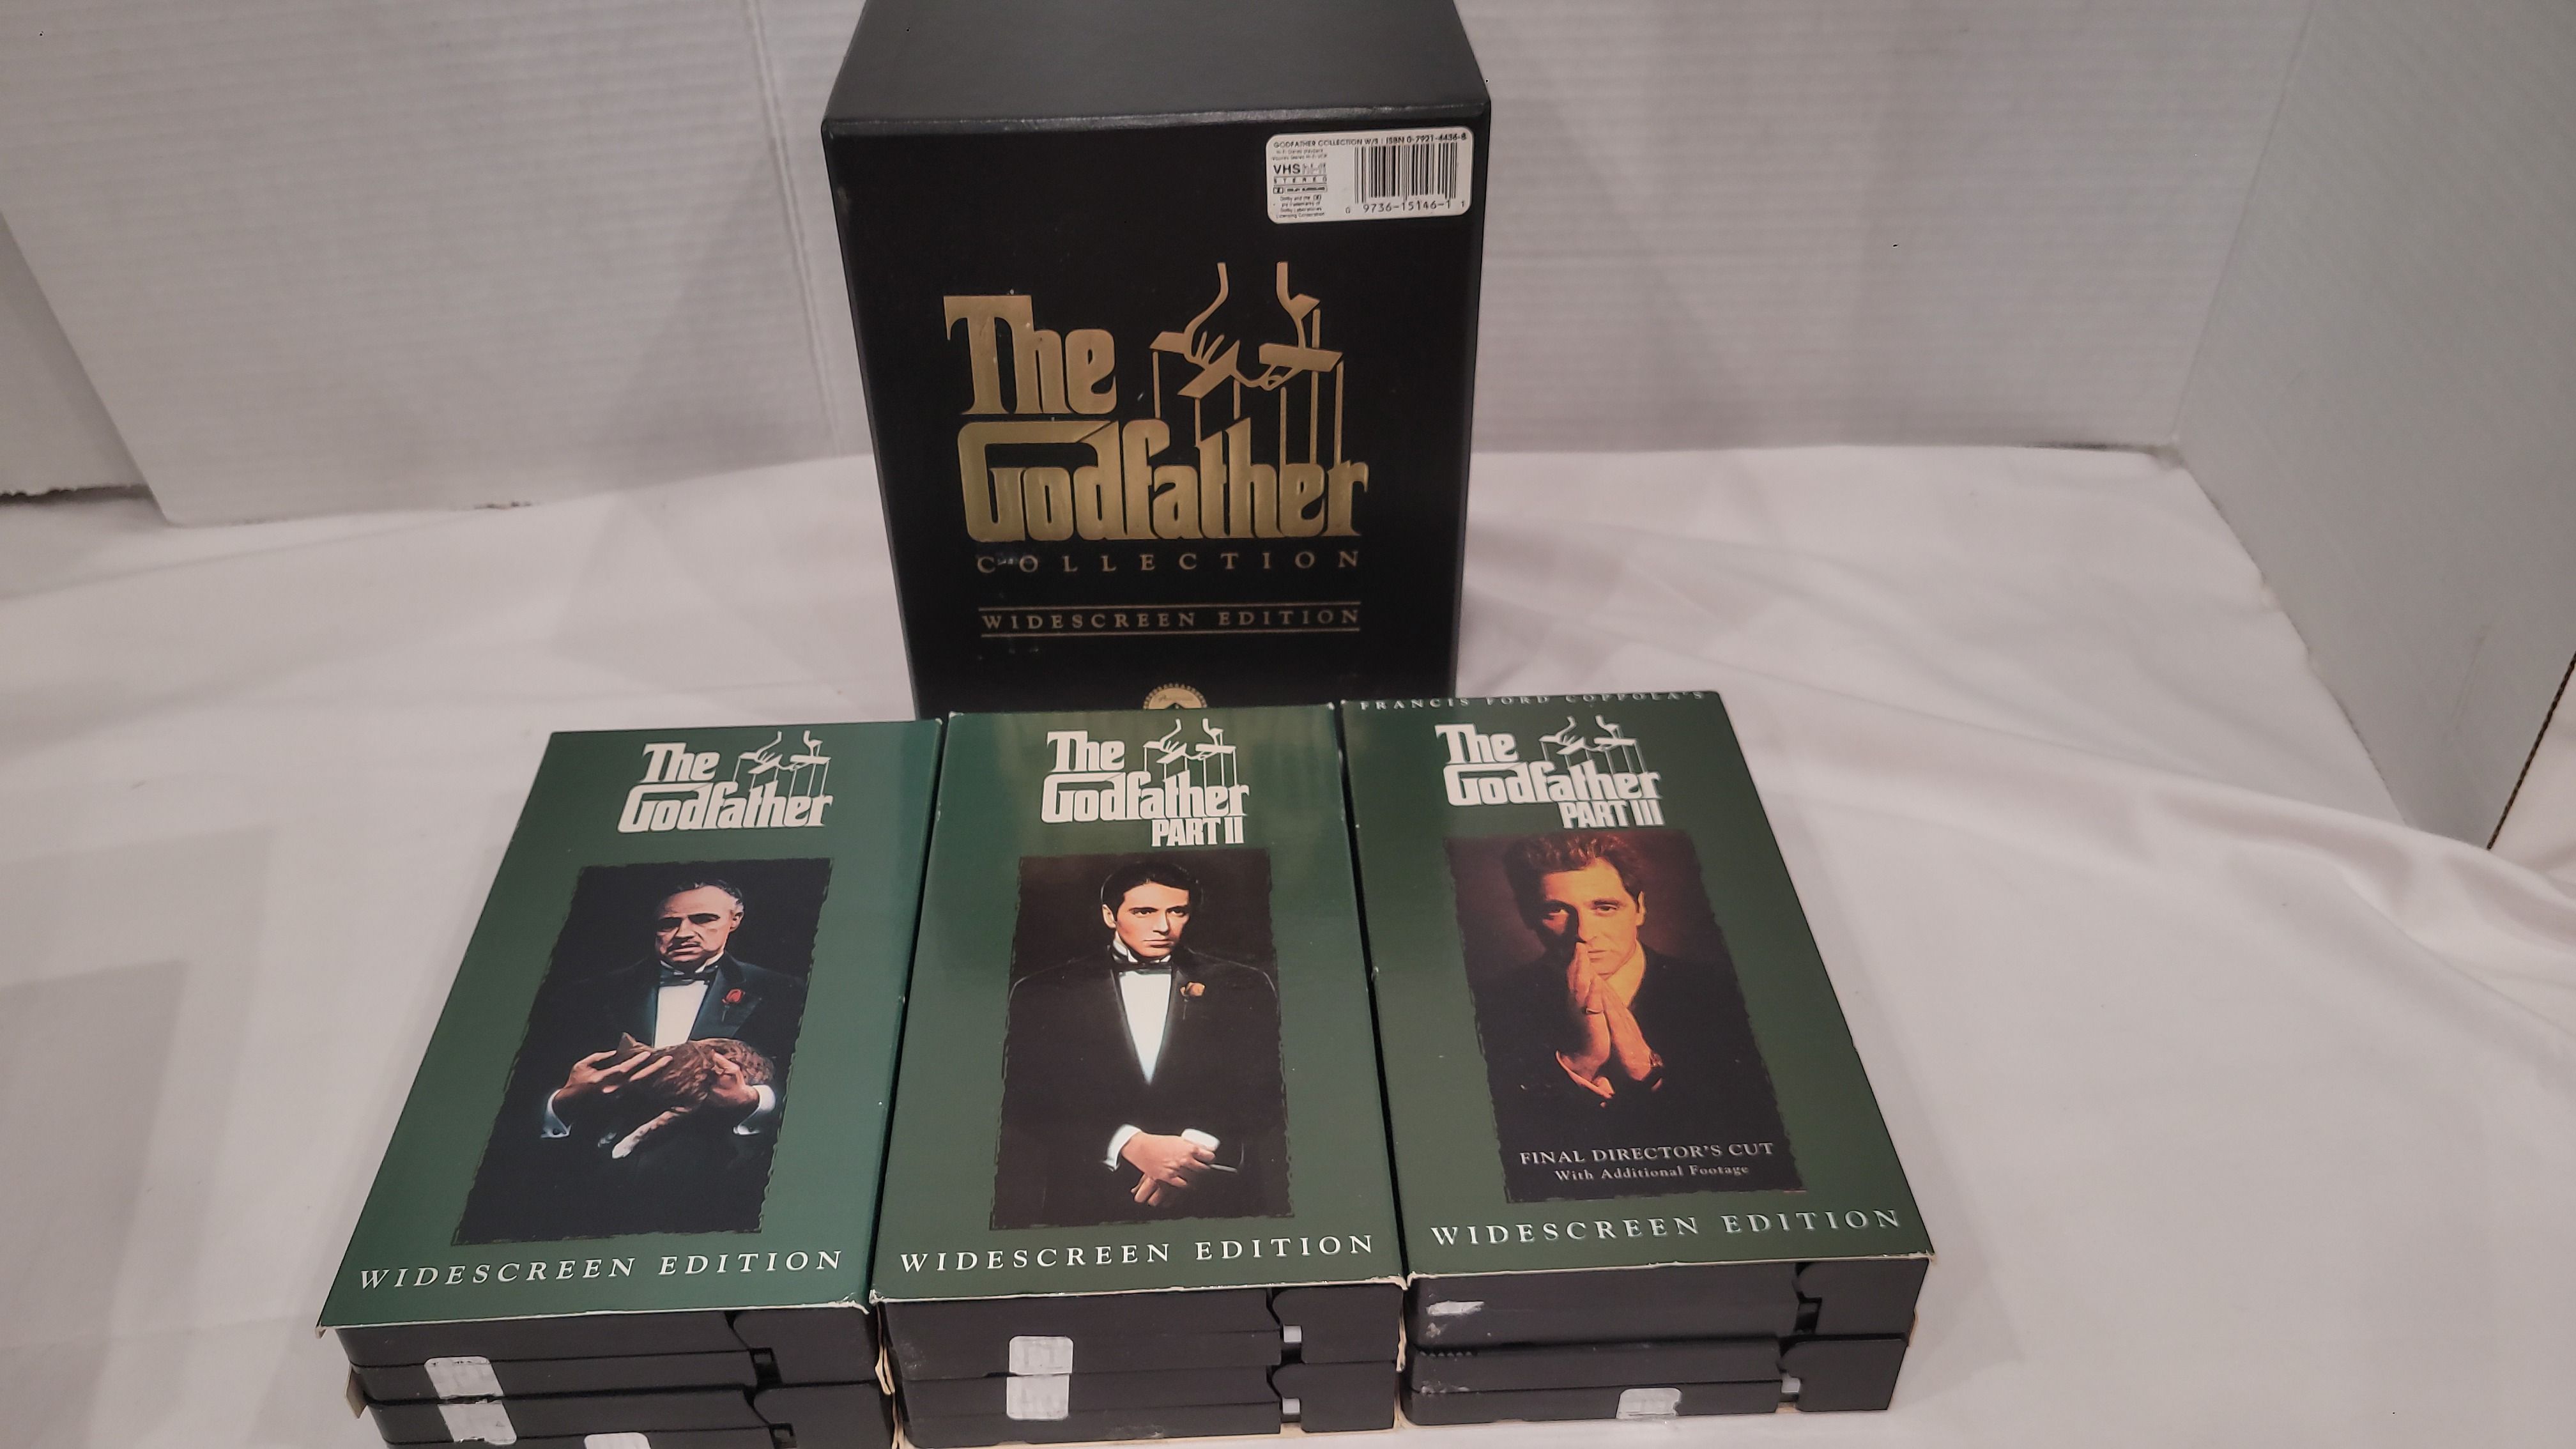 GODFATHER COLLECTION W/S : ISBN 0-7921-4436-8
VHS
STEREO
9736-15146-1 1
The
Godfather
COLLECTION
WIDESCREEN EDITION
The
Godfather
WIDESCREEN EDITION
The
Godfather
PART II
WIDESCREEN EDITION
FRANCIS FORD COPPOLA'S
The
Godfather
PART III
FINAL DIRECTOR'S CUT
With Additional Footage
WIDESCREEN EDITION